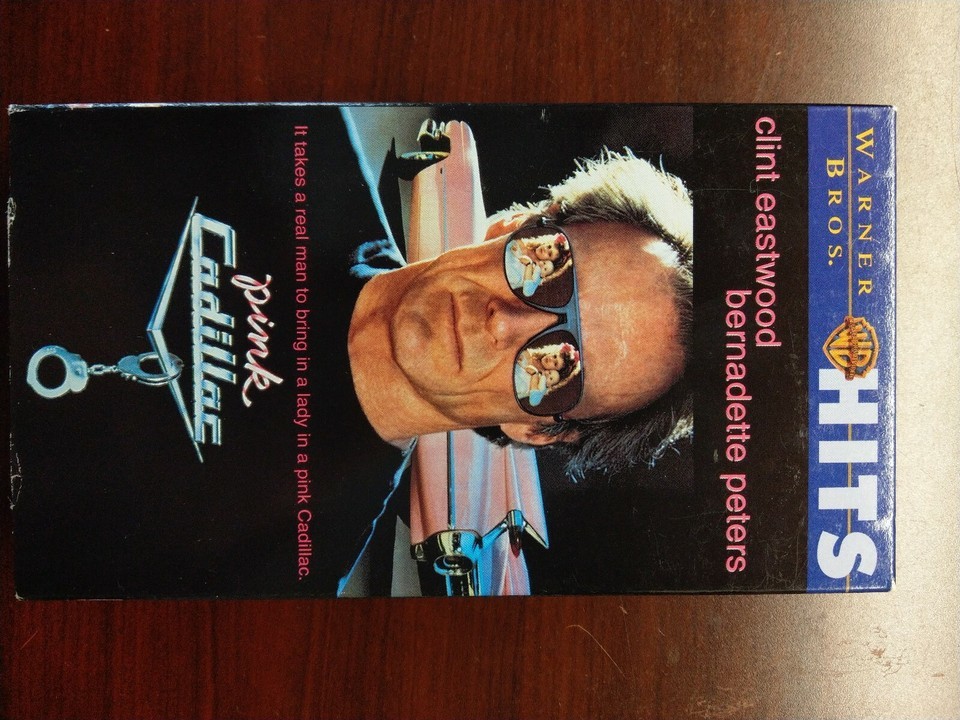 WARNER
BROS.
WB
HITS
clint eastwood
bernadette peters
It takes a real man to bring in a lady in a pink Cadillac.
pink
Cadillac